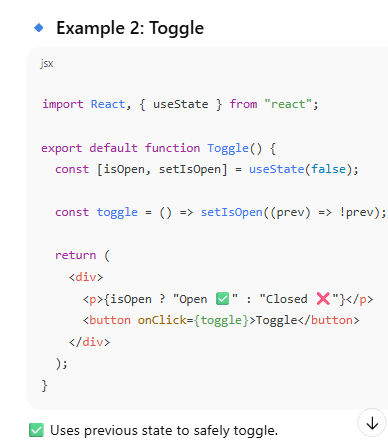 🔹 Example 2: Toggle
jsx
import React, { useState } from "react";
export default function Toggle() {
  const [isOpen, setIsOpen] = useState(false);
  const toggle = () => setIsOpen((prev) => !prev);
  return (
    <div>
      <p>{isOpen ? "Open ✅" : "Closed ❌"}</p>
      <button onClick={toggle}>Toggle</button>
    </div>
  );
}
✅ Uses previous state to safely toggle.